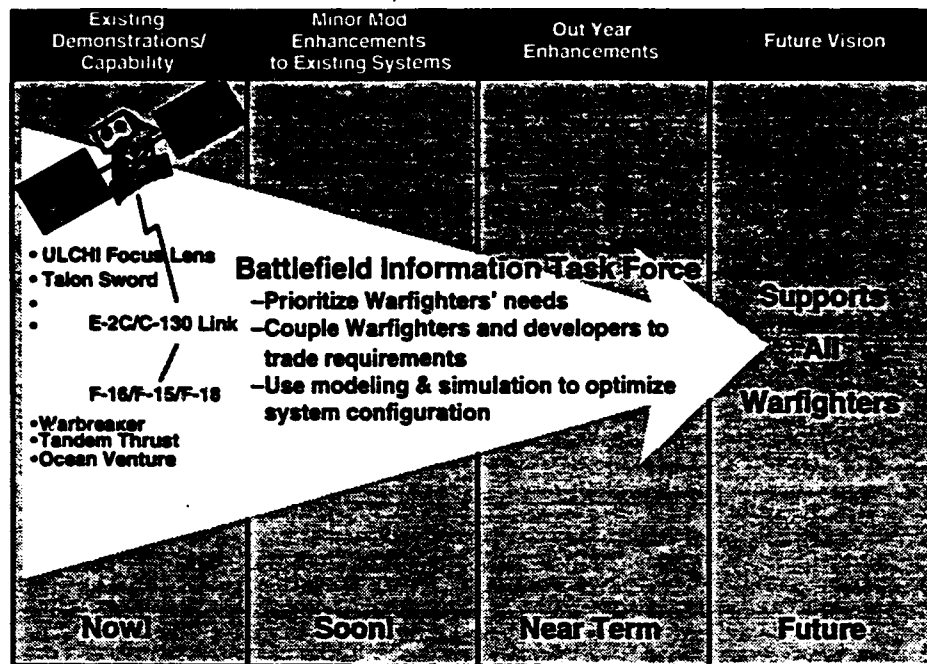 Existing
Demonstrations/
Capability
Minor Mod
Enhancements
to Existing Systems
Out Year
Enhancements
Future Vision
• ULCHI Focus Lens
• Talon Sword
•
•
E-2C/C-130 Link
F-16/F-15/F-18
•Warbreaker
•Tandem Thrust
•Ocean Venture
Battlefield Information Task Force
–Prioritize Warfighters' needs
–Couple Warfighters and developers to
trade requirements
–Use modeling & simulation to optimize
system configuration
Supports
All
Warfighters
Now!
Soon!
Near Term
Future